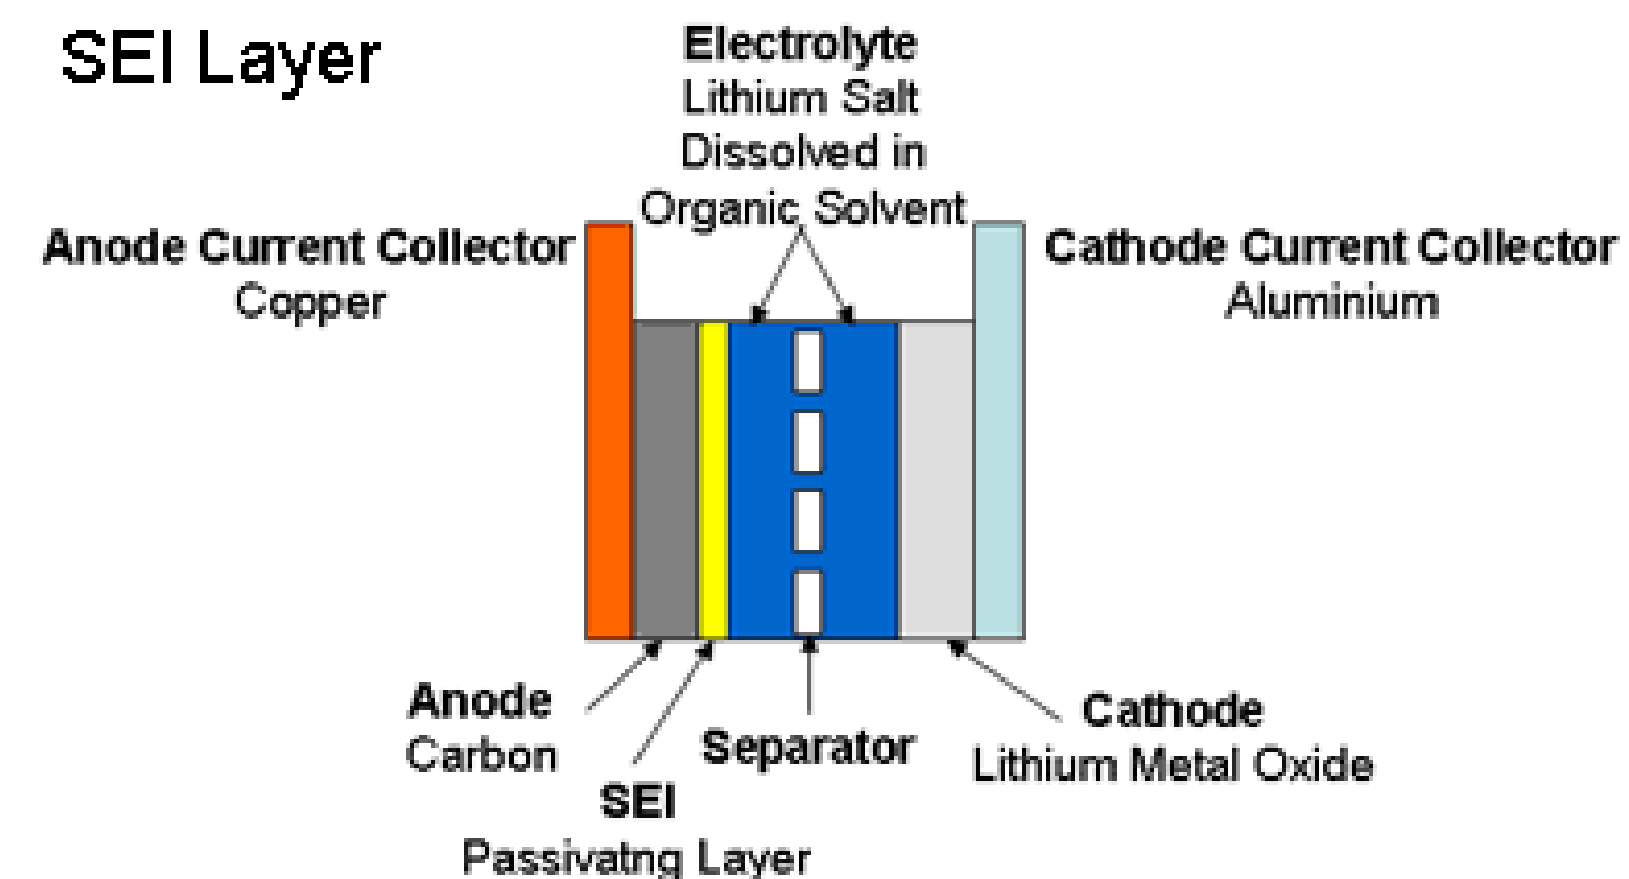 SEI Layer
Electrolyte
Lithium Salt
Dissolved in
Organic Solvent
Anode Current Collector
Copper
Cathode Current Collector
Aluminium
Anode
Carbon
SEI
Passivatng Layer
Separator
Cathode
Lithium Metal Oxide